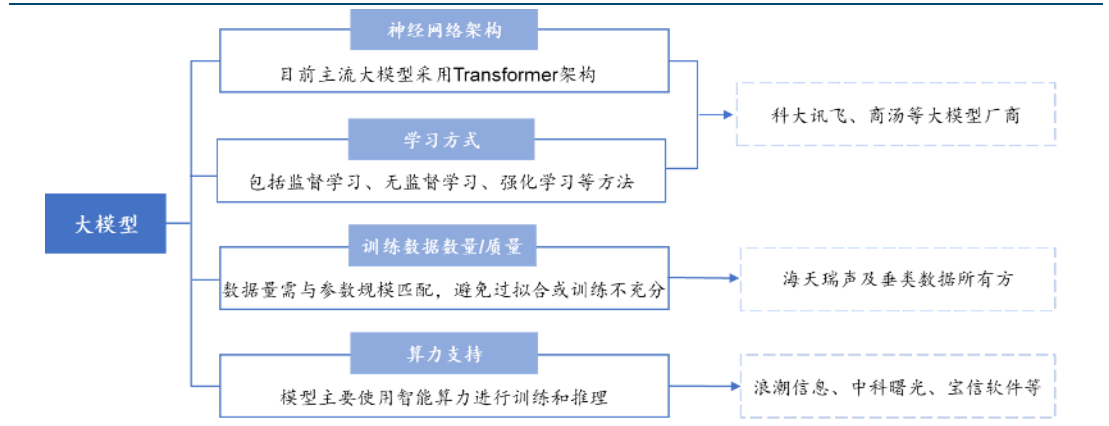 神经网络架构
目前主流大模型采用Transformer架构
科大讯飞、商汤等大模型厂商
学习方式
包括监督学习、无监督学习、强化学习等方法
大模型
训练数据数量/质量
数据量需与参数规模匹配，避免过拟合或训练不充分
海天瑞声及垂类数据所有方
算力支持
模型主要使用智能算力进行训练和推理
浪潮信息、中科曙光、宝信软件等